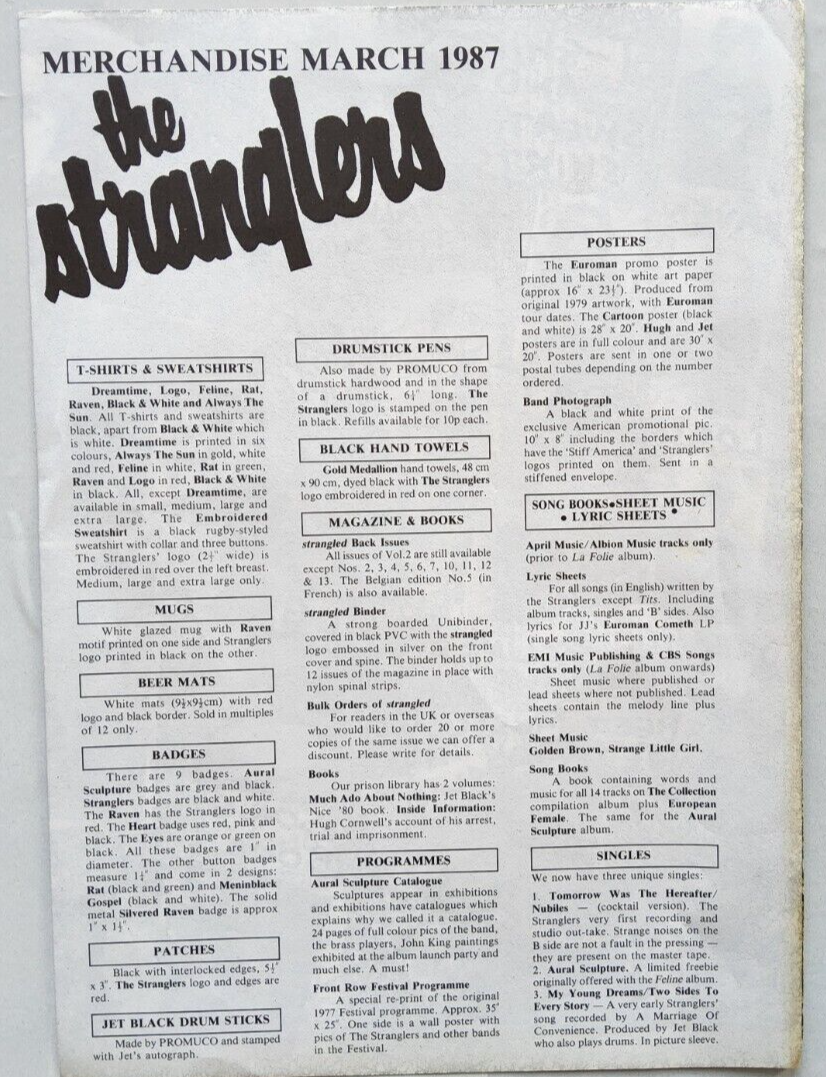 MERCHANDISE MARCH 1987
the
stranglers
T-SHIRTS & SWEATSHIRTS
Dreamtime, Logo, Feline, Rat,
Raven, Black & White and Always The
Sun. All T-shirts and sweatshirts are
black, apart from Black & White which
is white. Dreamtime is printed in six
colours, Always The Sun in gold, white
and red, Feline in white, Rat in green,
Raven and Logo in red, Black & White
in black. All, except Dreamtime, are
available in small, medium, large and
extra large. The Embroidered
Sweatshirt is a black rugby-styled
sweatshirt with collar and three buttons.
The Stranglers' logo (2½" wide) is
embroidered in red over the left breast.
Medium, large and extra large only.
MUGS
White glazed mug with Raven
motif printed on one side and Stranglers
logo printed in black on the other.
BEER MATS
White mats (9½x9½cm) with red
logo and black border. Sold in multiples
of 12 only.
BADGES
There are 9 badges. Aural
Sculpture badges are grey and black.
Stranglers badges are black and white.
The Raven has the Stranglers logo in
red. The Heart badge uses red, pink and
black. The Eyes are orange or green on
black. All these badges are 1" in
diameter. The other button badges
measure 1½" and come in 2 designs:
Rat (black and green) and Meninblack
Gospel (black and white). The solid
metal Silvered Raven badge is approx
1" x 1½".
PATCHES
Black with interlocked edges, 5½"
x 3". The Stranglers logo and edges are
red.
JET BLACK DRUM STICKS
Made by PROMUCO and stamped
with Jet's autograph.
DRUMSTICK PENS
Also made by PROMUCO from
drumstick hardwood and in the shape
of a drumstick, 6½" long. The
Stranglers logo is stamped on the pen
in black. Refills available for 10p each.
BLACK HAND TOWELS
Gold Medallion hand towels, 48 cm
x 90 cm, dyed black with The Stranglers
logo embroidered in red on one corner.
MAGAZINE & BOOKS
strangled Back Issues
All issues of Vol.2 are still available
except Nos. 2, 3, 4, 5, 6, 7, 10, 11, 12
& 13. The Belgian edition No.5 (in
French) is also available.
strangled Binder
A strong boarded Unibinder,
covered in black PVC with the strangled
logo embossed in silver on the front
cover and spine. The binder holds up to
12 issues of the magazine in place with
nylon spinal strips.
Bulk Orders of strangled
For readers in the UK or overseas
who would like to order 20 or more
copies of the same issue we can offer a
discount. Please write for details.
Books
Our prison library has 2 volumes:
Much Ado About Nothing: Jet Black's
Nice '80 book. Inside Information:
Hugh Cornwell's account of his arrest,
trial and imprisonment.
PROGRAMMES
Aural Sculpture Catalogue
Sculptures appear in exhibitions
and exhibitions have catalogues which
explains why we called it a catalogue.
24 pages of full colour pics of the band,
the brass players, John King paintings
exhibited at the album launch party and
much else. A must!
Front Row Festival Programme
A special re-print of the original
1977 Festival programme. Approx. 35"
x 25". One side is a wall poster with
pics of The Stranglers and other bands
in the Festival.
POSTERS
The Euroman promo poster is
printed in black on white art paper
(approx 16" x 23½"). Produced from
original 1979 artwork, with Euroman
tour dates. The Cartoon poster (black
and white) is 28" x 20". Hugh and Jet
posters are in full colour and are 30" x
20". Posters are sent in one or two
postal tubes depending on the number
ordered.
Band Photograph
A black and white print of the
exclusive American promotional pic.
10" x 8" including the borders which
have the 'Stiff America' and 'Stranglers'
logos printed on them. Sent in a
stiffened envelope.
SONG BOOKS•SHEET MUSIC
• LYRIC SHEETS •
April Music/Albion Music tracks only
(prior to La Folie album).
Lyric Sheets
For all songs (in English) written by
the Stranglers except Tits. Including
album tracks, singles and 'B' sides. Also
lyrics for JJ's Euroman Cometh LP
(single song lyric sheets only).
EMI Music Publishing & CBS Songs
tracks only (La Folie album onwards)
Sheet music where published or
lead sheets where not published. Lead
sheets contain the melody line plus
lyrics.
Sheet Music
Golden Brown, Strange Little Girl.
Song Books
A book containing words and
music for all 14 tracks on The Collection
compilation album plus European
Female. The same for the Aural
Sculpture album.
SINGLES
We now have three unique singles:
1. Tomorrow Was The Hereafter/
Nubiles — (cocktail version). The
Stranglers very first recording and
studio out-take. Strange noises on the
B side are not a fault in the pressing —
they are present on the master tape.
2. Aural Sculpture. A limited freebie
originally offered with the Feline album.
3. My Young Dreams/Two Sides To
Every Story — A very early Stranglers'
song recorded by A Marriage Of
Convenience. Produced by Jet Black
who also plays drums. In picture sleeve.